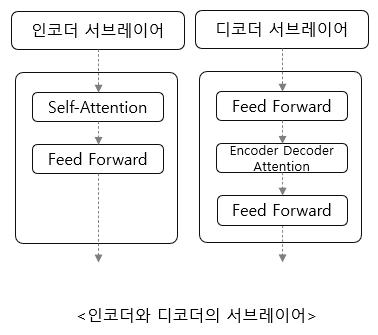 인코더 서브레이어
디코더 서브레이어
Self-Attention
Feed Forward
Feed Forward
Encoder Decoder
Attention
Feed Forward
<인코더와 디코더의 서브레이어>